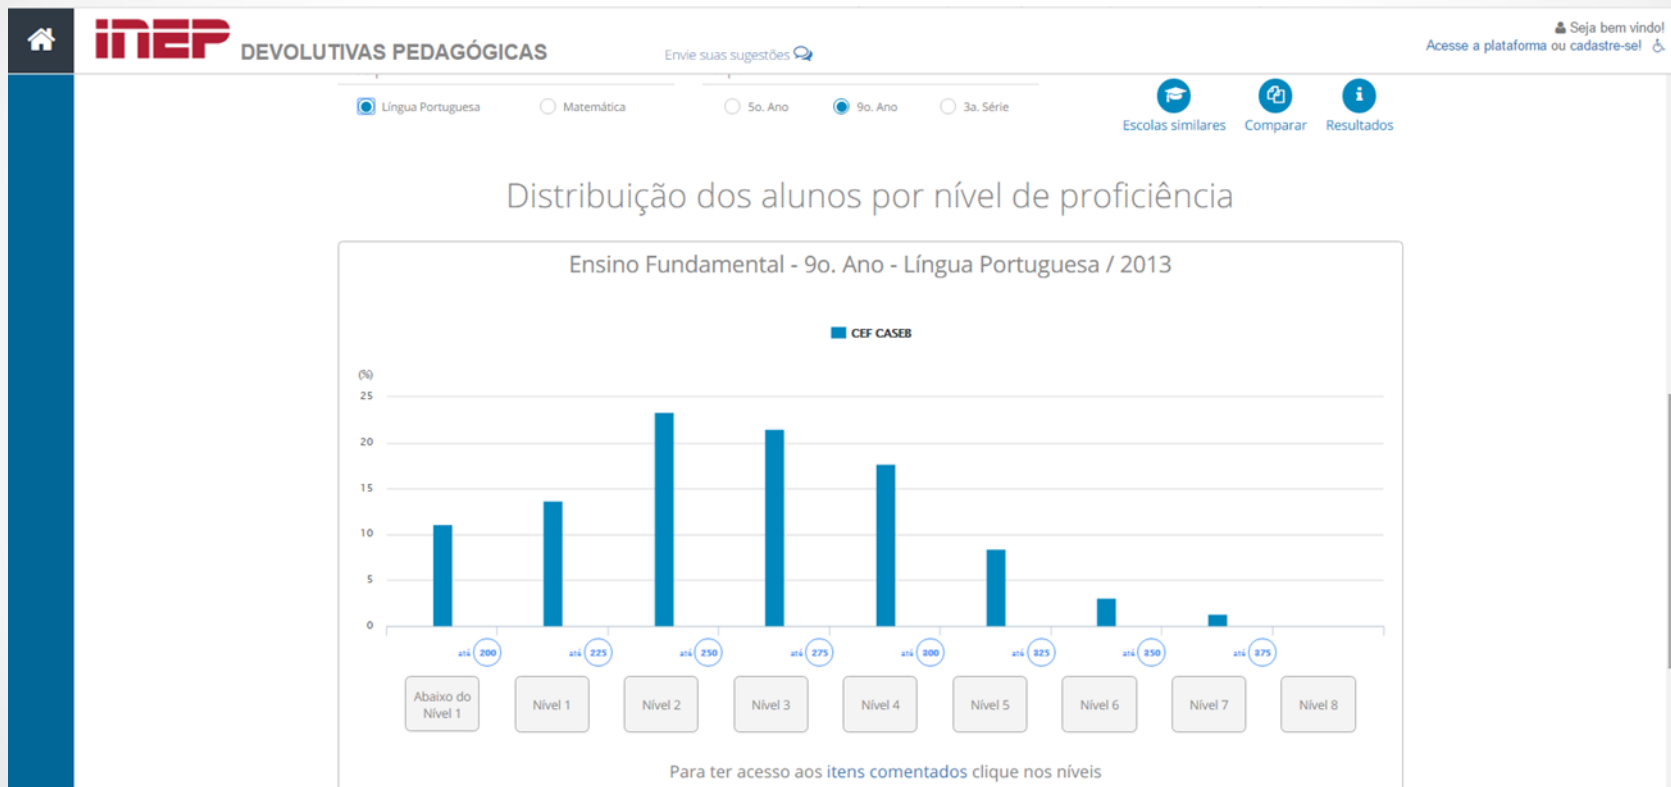 INEP DEVOLUTIVAS PEDAGÓGICAS
Envie suas sugestões
Seja bem vindo!
Acesse a plataforma ou cadastre-se!
Língua Portuguesa
Matemática
5o. Ano
9o. Ano
3a. Série
Escolas similares
Comparar
Resultados
Distribuição dos alunos por nível de proficiência
Ensino Fundamental - 9o. Ano - Língua Portuguesa / 2013
CEF CASEB
(%)
25
20
15
10
5
0
até 200
até 225
até 250
até 275
até 300
até 325
até 350
até 375
Abaixo do
Nível 1
Nível 1
Nível 2
Nível 3
Nível 4
Nível 5
Nível 6
Nível 7
Nível 8
Para ter acesso aos itens comentados clique nos níveis